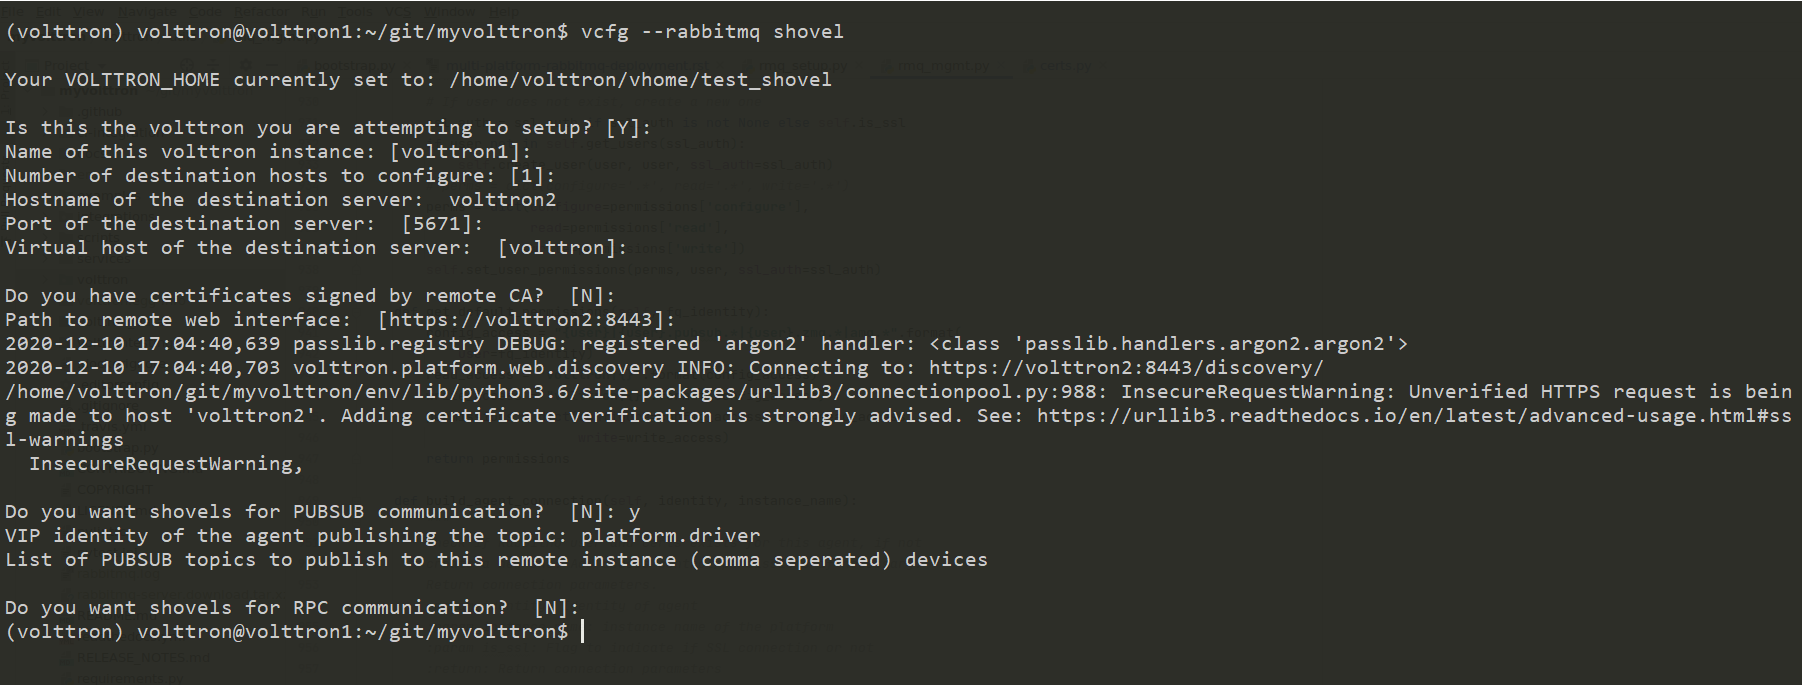 (volttron) volttron@volttron1:~/git/myvolttron$ vcfg --rabbitmq shovel
Your VOLTTRON_HOME currently set to: /home/volttron/vhome/test_shovel
Is this the volttron you are attempting to setup? [Y]:
Name of this volttron instance: [volttron1]:
Number of destination hosts to configure: [1]:
Hostname of the destination server:  volttron2
Port of the destination server:  [5671]:
Virtual host of the destination server:  [volttron]:
Do you have certificates signed by remote CA?  [N]:
Path to remote web interface:  [https://volttron2:8443]:
2020-12-10 17:04:40,639 passlib.registry DEBUG: registered 'argon2' handler: <class 'passlib.handlers.argon2.argon2'>
2020-12-10 17:04:40,703 volttron.platform.web.discovery INFO: Connecting to: https://volttron2:8443/discovery/
/home/volttron/git/myvolttron/env/lib/python3.6/site-packages/urllib3/connectionpool.py:988: InsecureRequestWarning: Unverified HTTPS request is bein
g made to host 'volttron2'. Adding certificate verification is strongly advised. See: https://urllib3.readthedocs.io/en/latest/advanced-usage.html#ss
l-warnings
  InsecureRequestWarning,
Do you want shovels for PUBSUB communication?  [N]: y
VIP identity of the agent publishing the topic: platform.driver
List of PUBSUB topics to publish to this remote instance (comma seperated) devices
Do you want shovels for RPC communication?  [N]:
(volttron) volttron@volttron1:~/git/myvolttron$